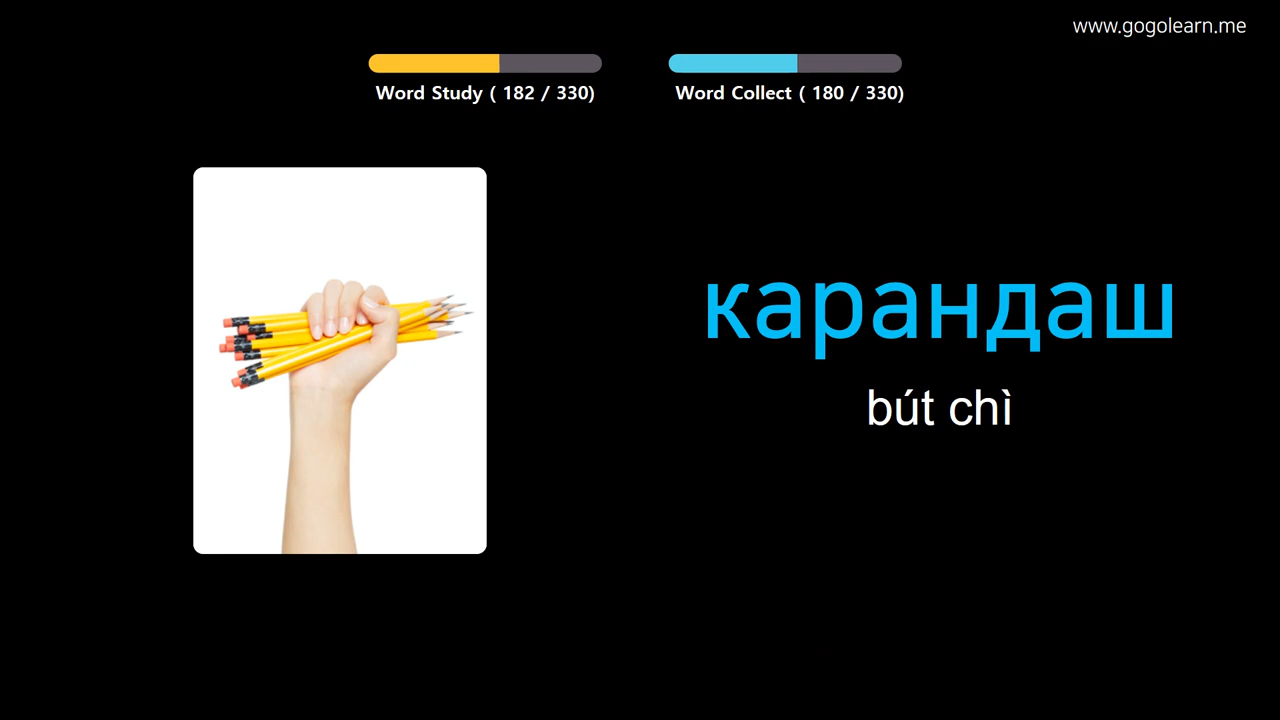 www.gogolearn.me
Word Study ( 182 / 330)
Word Collect ( 180 / 330)
карандаш
bút chì